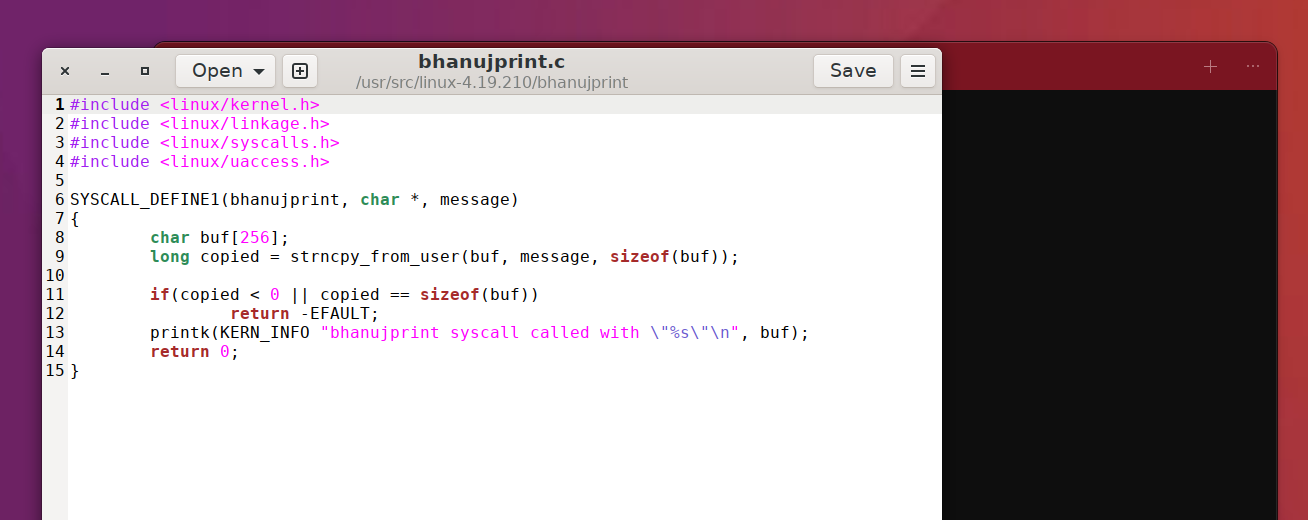 bhanujprint.c
Open
/usr/src/linux-4.19.210/bhanujprint
Save
1 #include <linux/kernel.h>
2 #include <linux/linkage.h>
3 #include <linux/syscalls.h>
4 #include <linux/uaccess.h>
5
6 SYSCALL_DEFINE1(bhanujprint, char *, message)
7 {
8         char buf[256];
9         long copied = strncpy_from_user(buf, message, sizeof(buf));
10
11         if(copied < 0 || copied == sizeof(buf))
12                 return -EFAULT;
13         printk(KERN_INFO "bhanujprint syscall called with \"%s\"\n", buf);
14         return 0;
15 }